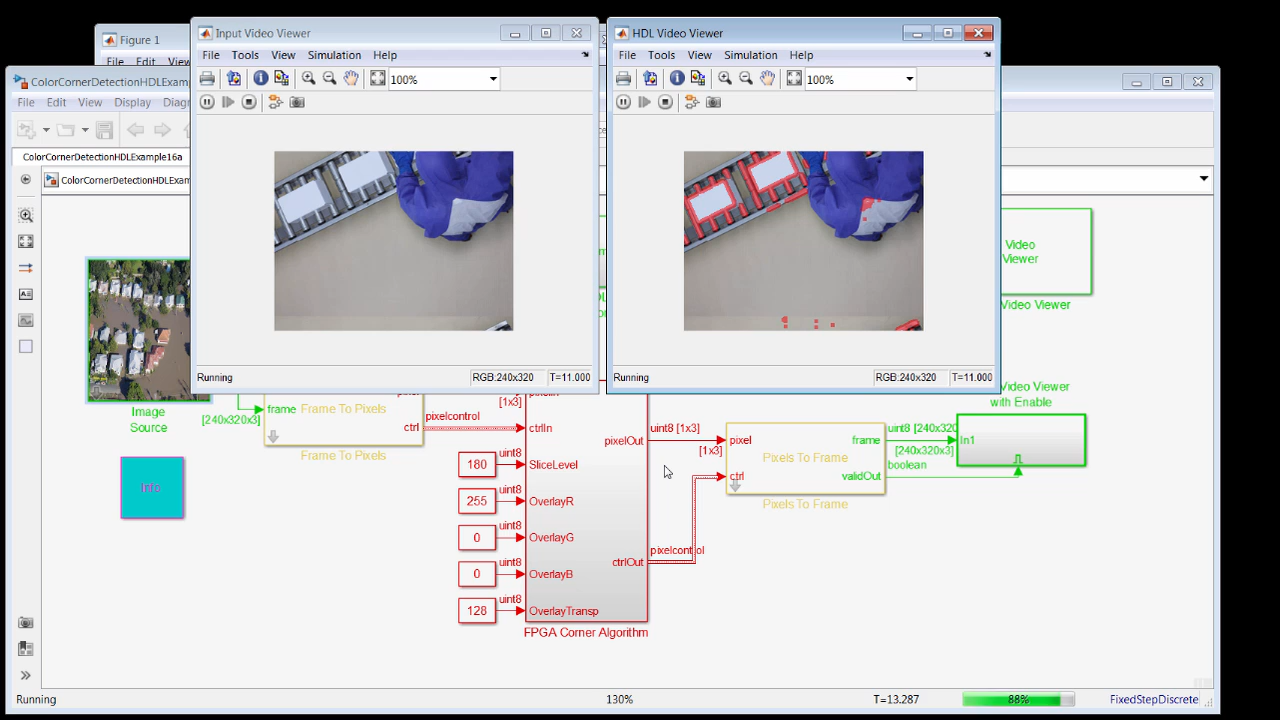 Figure 1
File Edit View
Input Video Viewer
File Tools View Simulation Help
100%
Running
RGB:240x320 T=11.000
HDL Video Viewer
File Tools View Simulation Help
100%
Running
RGB:240x320 T=11.000
ColorCornerDetectionHDLExample
File Edit View Display Diag
ColorCornerDetectionHDLExample16a
ColorCornerDetectionHDLExam
Image
Source
Info
frame
[240x320x3]
Frame To Pixels
ctrl
Frame To Pixels
[1x3]
pixelcontrol
ctrlIn
uint8
180
SliceLevel
uint8
255
OverlayR
uint8
0
OverlayG
uint8
0
OverlayB
uint8
128
OverlayTransp
pixelOut
ctrlOut
FPGA Corner Algorithm
uint8 [1x3]
[1x3]
pixelcontrol
pixel
ctrl
frame
Pixels To Frame
validOut
Pixels To Frame
uint8 [240x320
[240x320x3]
boolean
In1
Video
Viewer
Video Viewer
Video Viewer
with Enable
Running
130%
T=13.287
88%
FixedStepDiscrete